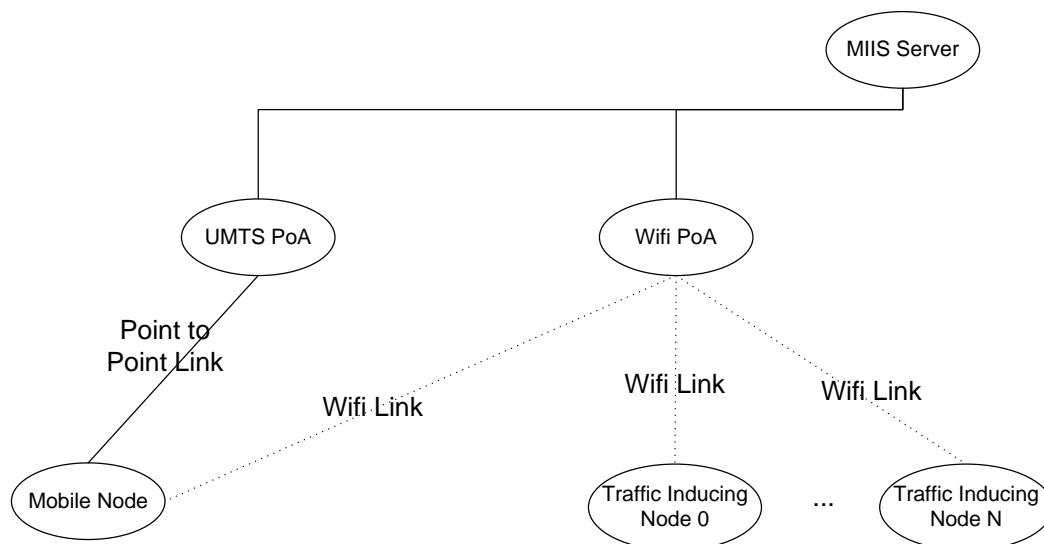 MIIS Server
UMTS PoA
Wifi PoA
Point to
Point Link
Wifi Link
Wifi Link
Wifi Link
Mobile Node
Traffic Inducing
Node 0
...
Traffic Inducing
Node N